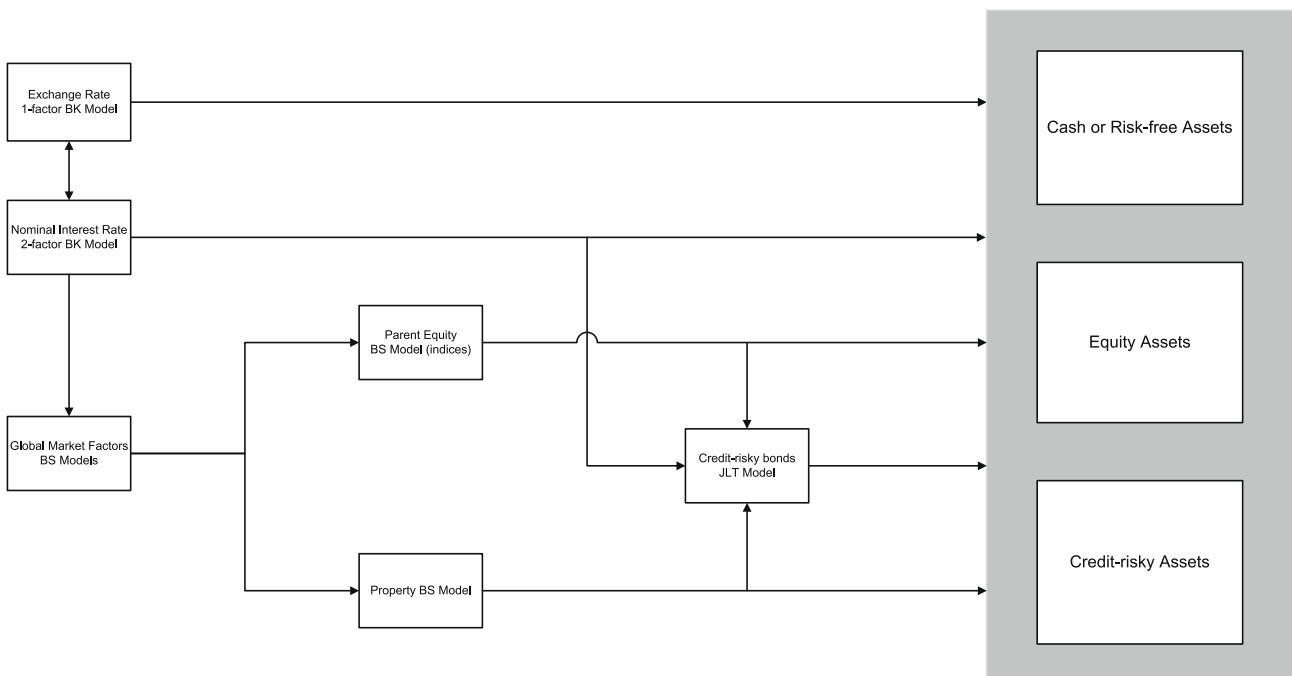 Exchange Rate
1-factor BK Model
Cash or Risk-free Assets
Nominal Interest Rate
2-factor BK Model
Parent Equity
BS Model (indices)
Equity Assets
Global Market Factors
BS Models
Credit-risky bonds
JLT Model
Property BS Model
Credit-risky Assets